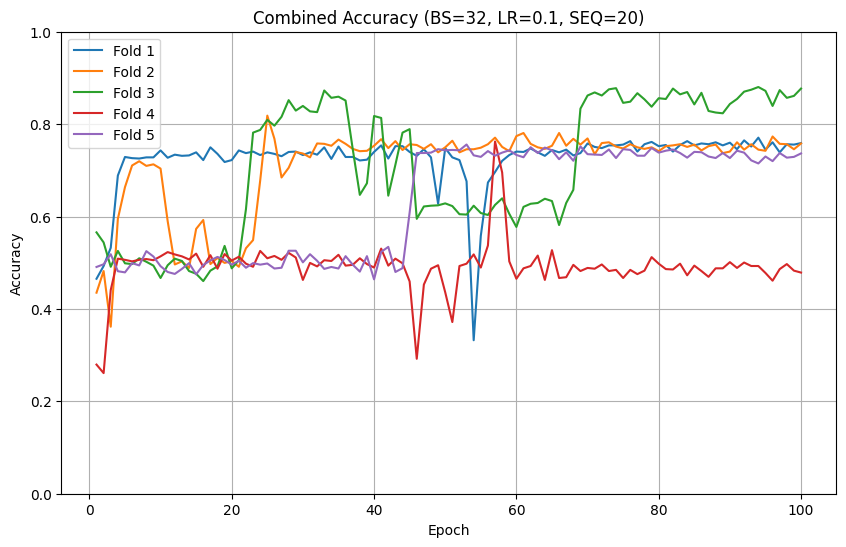 Combined Accuracy (BS=32, LR=0.1, SEQ=20)
Fold 1
Fold 2
Fold 3
Fold 4
Fold 5
Accuracy
1.0
0.8
0.6
0.4
0.2
0.0
0 20 40 60 80 100
Epoch